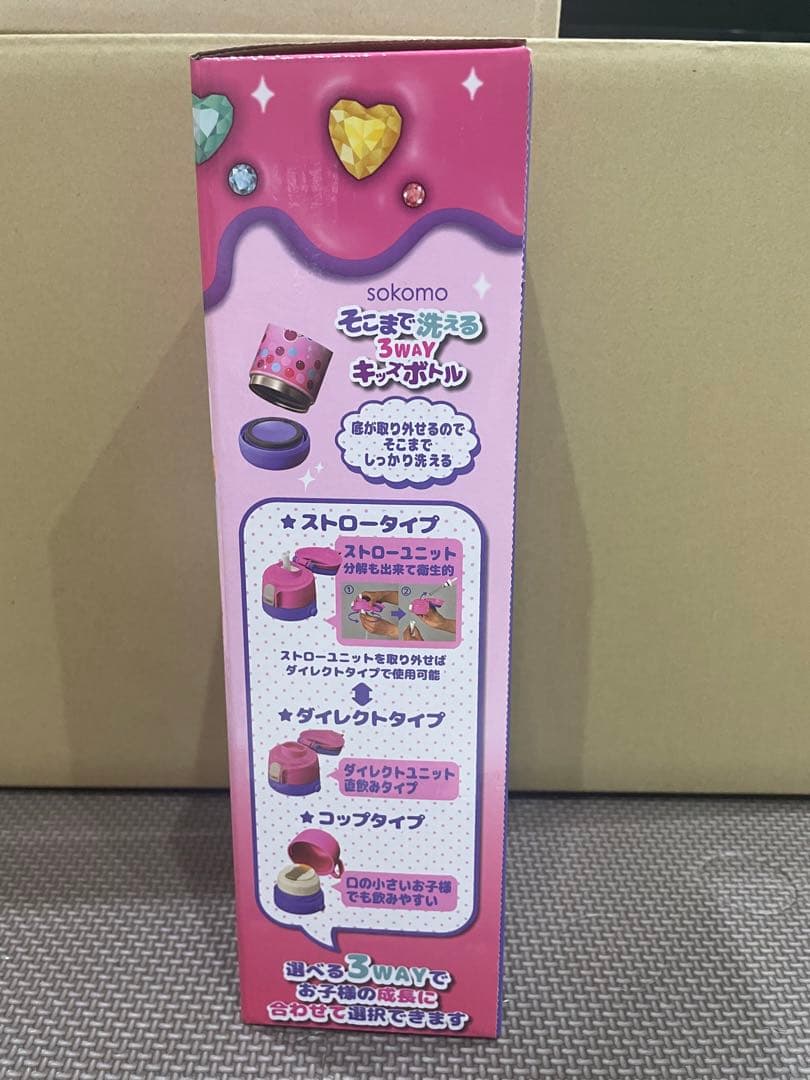 sokomo
そこまで洗える
3WAY
キッズボトル
底が取り外せるので
そこまで
しっかり洗える
★ストロータイプ
ストローユニット
分解も出来て衛生的
① ②
ストローユニットを取り外せば
ダイレクトタイプで使用可能
★ダイレクトタイプ
ダイレクトユニット
直飲みタイプ
★コップタイプ
口の小さいお子様
でも飲みやすい
選べる3WAYで
お子様の成長に
合わせて選択できます